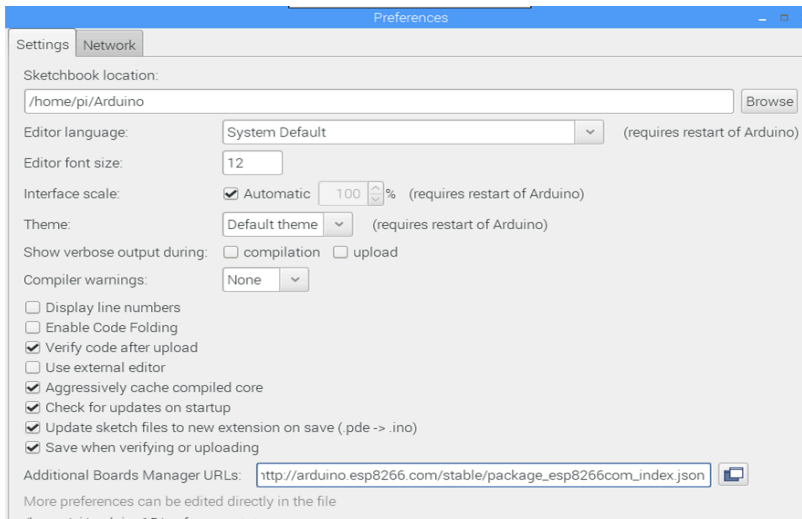 Preferences
Settings Network
Sketchbook location:
/home/pi/Arduino Browse
Editor language: System Default (requires restart of Arduino)
Editor font size: 12
Interface scale: Automatic 100 % (requires restart of Arduino)
Theme: Default theme (requires restart of Arduino)
Show verbose output during: compilation upload
Compiler warnings: None
Display line numbers
Enable Code Folding
Verify code after upload
Use external editor
Aggressively cache compiled core
Check for updates on startup
Update sketch files to new extension on save (.pde -> .ino)
Save when verifying or uploading
Additional Boards Manager URLs: http://arduino.esp8266.com/stable/package_esp8266com_index.json
More preferences can be edited directly in the file